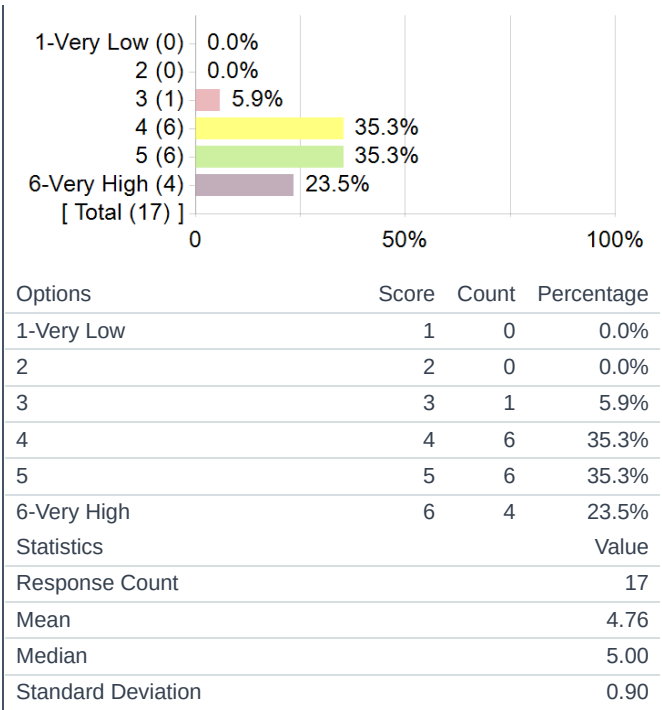 1-Very Low (0) 0.0%
2 (0) 0.0%
3 (1) 5.9%
4 (6) 35.3%
5 (6) 35.3%
6-Very High (4) 23.5%
[ Total (17) ]
0 50% 100%
Options Score Count Percentage
1-Very Low 1 0 0.0%
2 2 0 0.0%
3 3 1 5.9%
4 4 6 35.3%
5 5 6 35.3%
6-Very High 6 4 23.5%
Statistics Value
Response Count 17
Mean 4.76
Median 5.00
Standard Deviation 0.90